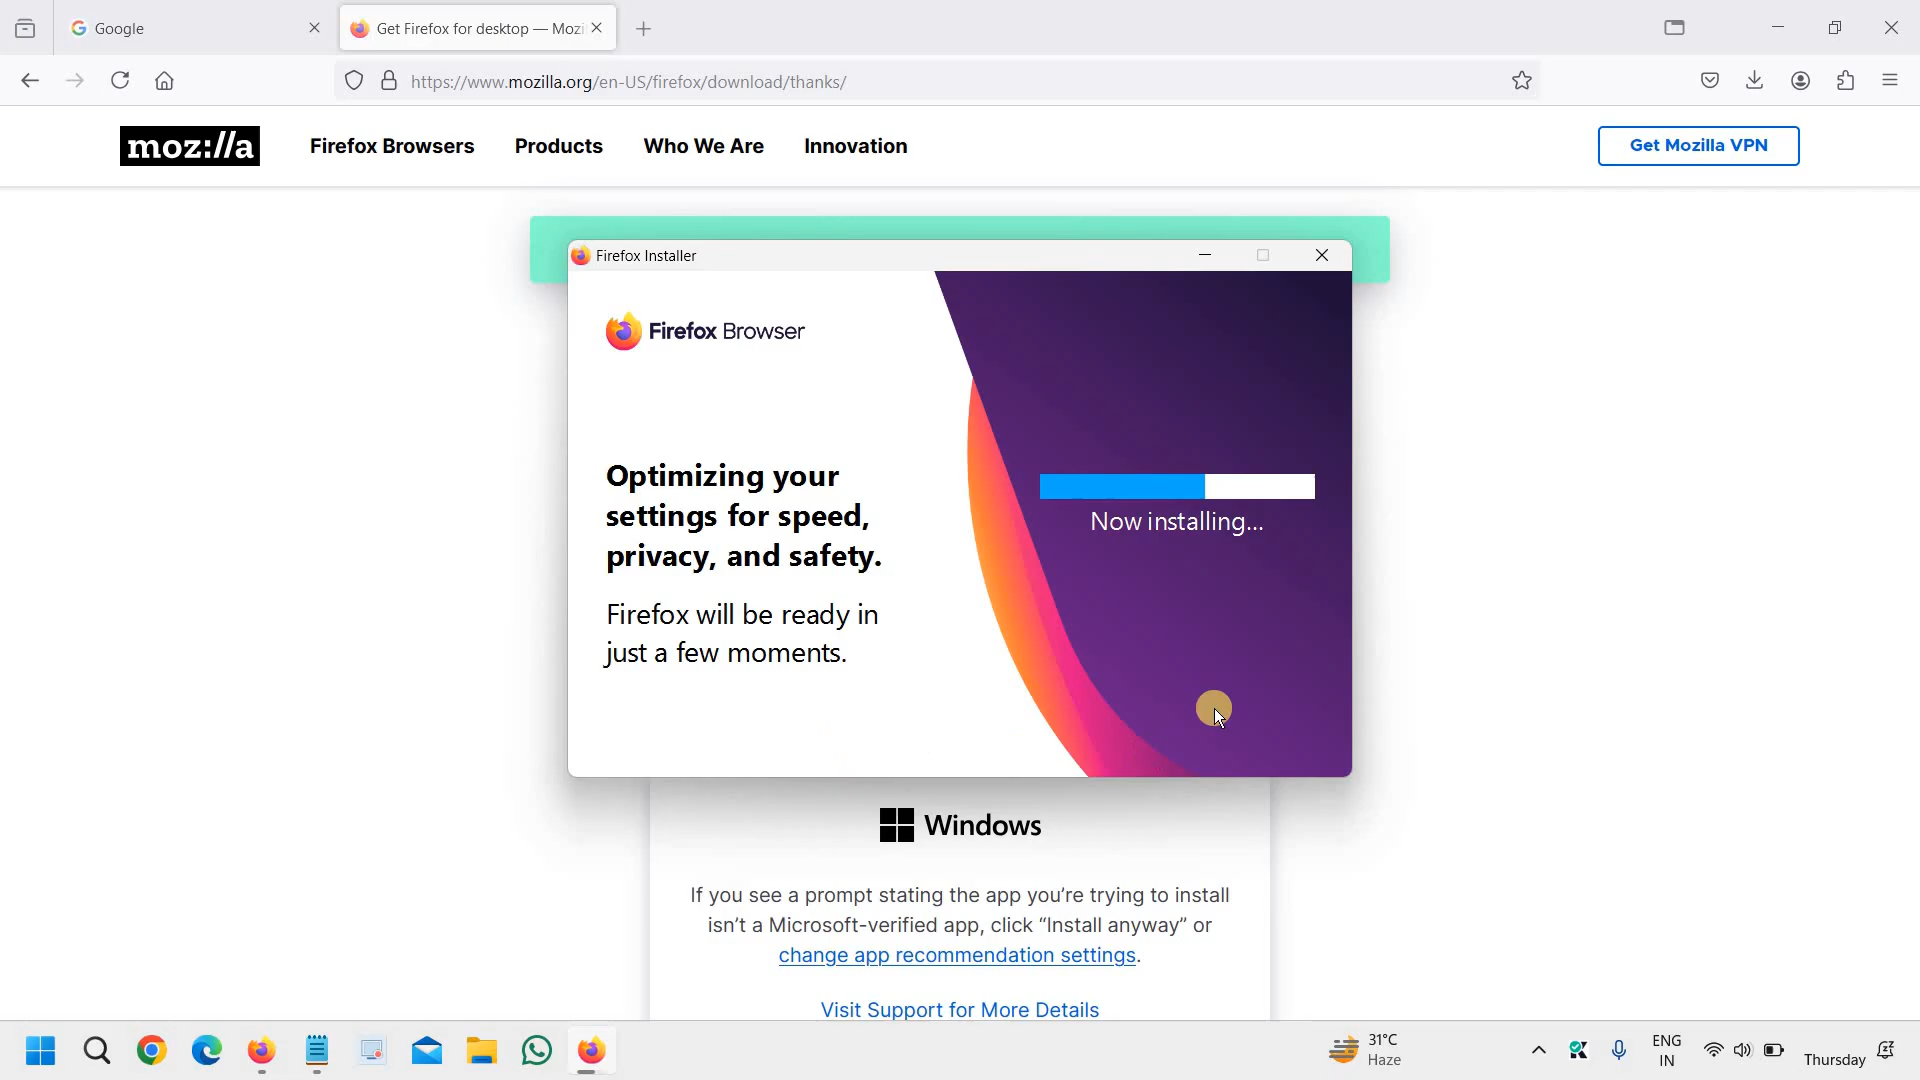 Google
Get Firefox for desktop — Mozi
https://www.mozilla.org/en-US/firefox/download/thanks/
moz://a
Firefox Browsers
Products
Who We Are
Innovation
Get Mozilla VPN
Firefox Installer
Firefox Browser
Optimizing your
settings for speed,
privacy, and safety.
Now installing...
Firefox will be ready in
just a few moments.
Windows
If you see a prompt stating the app you’re trying to install
isn’t a Microsoft-verified app, click “Install anyway” or
change app recommendation settings.
Visit Support for More Details
31°C
Haze
ENG
IN
Thursday